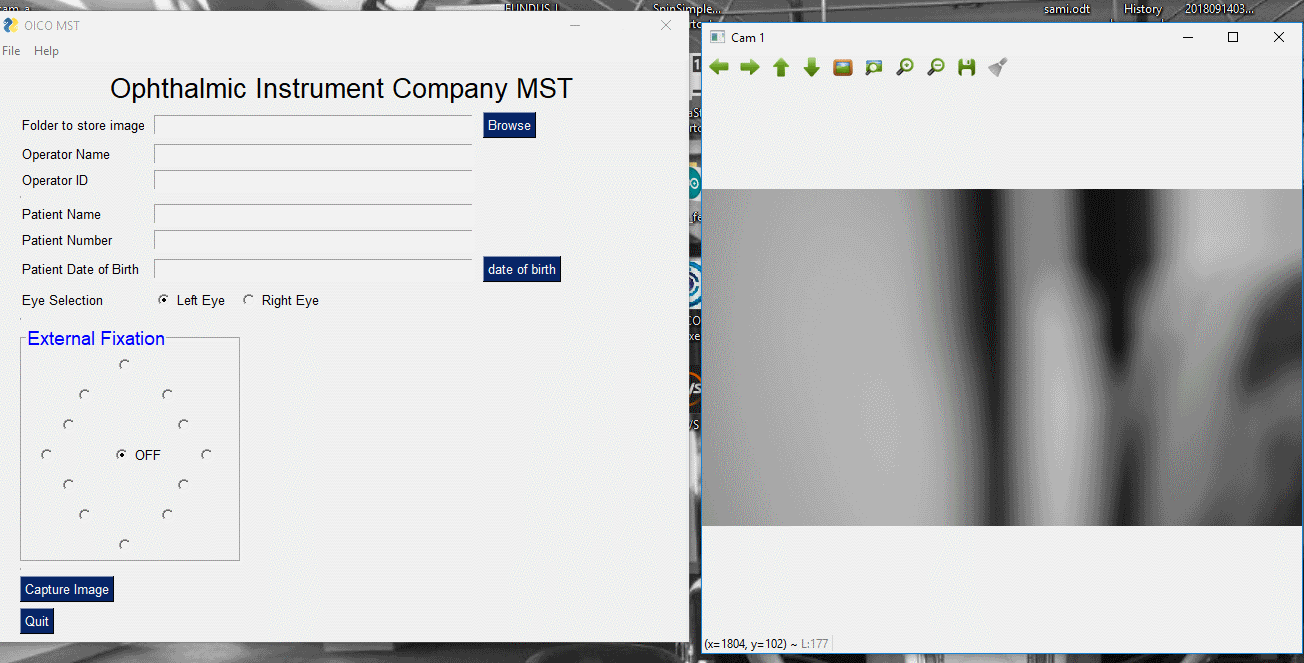 FUNDUS
SpinSimple...
sami.odt
History
2018091403...
OICO MST
File Help
Ophthalmic Instrument Company MST
Folder to store image
Browse
Operator Name
Operator ID
Patient Name
Patient Number
Patient Date of Birth
date of birth
Eye Selection
Left Eye
Right Eye
External Fixation
OFF
Capture Image
Quit
Cam 1
(x=1804, y=102) ~ L:177